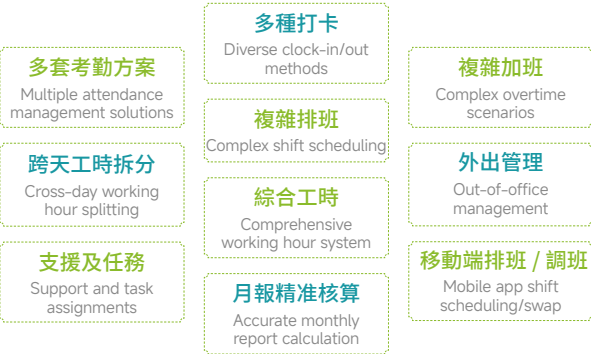 多種打卡
Diverse clock-in/out
methods
多套考勤方案
Multiple attendance
management solutions
複雜加班
Complex overtime
scenarios
複雜排班
Complex shift scheduling
跨天工時拆分
Cross-day working
hour splitting
外出管理
Out-of-office
management
綜合工時
Comprehensive
working hour system
支援及任務
Support and task
assignments
移動端排班 / 調班
Mobile app shift
scheduling/swap
月報精准核算
Accurate monthly
report calculation